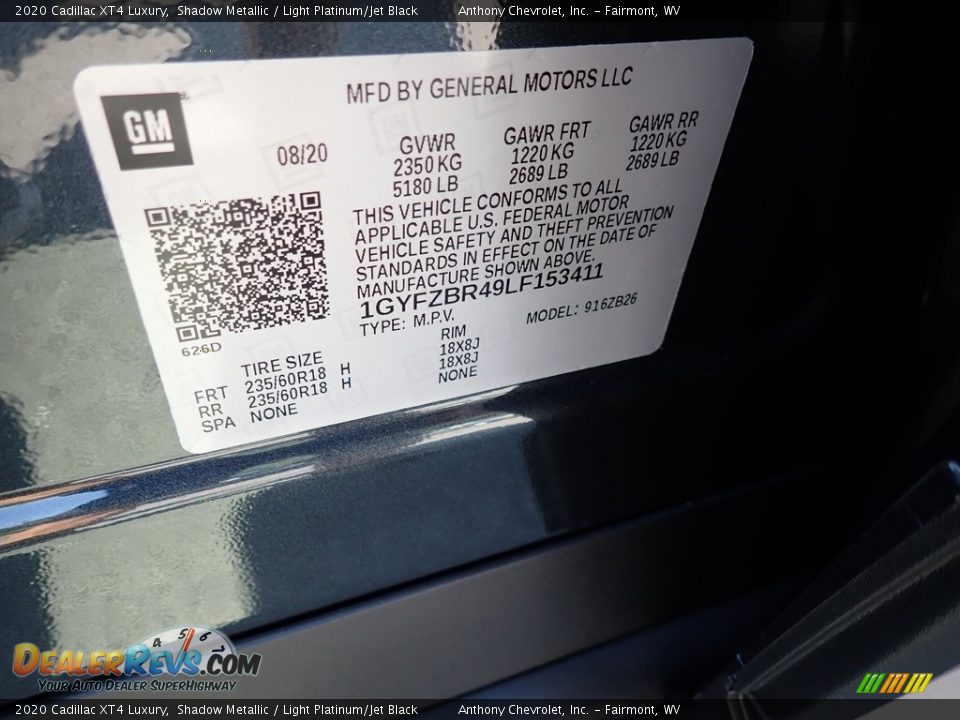 2020 Cadillac XT4 Luxury, Shadow Metallic / Light Platinum/Jet Black Anthony Chevrolet, Inc. - Fairmont, WV
MFD BY GENERAL MOTORS LLC
GM
08/20
GVWR GAWR FRT GAWR RR
2350 KG 1220 KG 1220 KG
5180 LB 2689 LB 2689 LB
THIS VEHICLE CONFORMS TO ALL
APPLICABLE U.S. FEDERAL MOTOR
VEHICLE SAFETY AND THEFT PREVENTION
STANDARDS IN EFFECT ON THE DATE OF
MANUFACTURE SHOWN ABOVE.
1GYFZBR49LF153411
TYPE: M.P.V. MODEL: 916ZB26
626D
TIRE SIZE RIM
FRT 235/60R18 H 18X8J
RR 235/60R18 H 18X8J
SPA NONE NONE
4 5 6 7
DEALERREVS.COM
YOUR AUTO DEALER SUPERHIGHWAY
2020 Cadillac XT4 Luxury, Shadow Metallic / Light Platinum/Jet Black Anthony Chevrolet, Inc. - Fairmont, WV